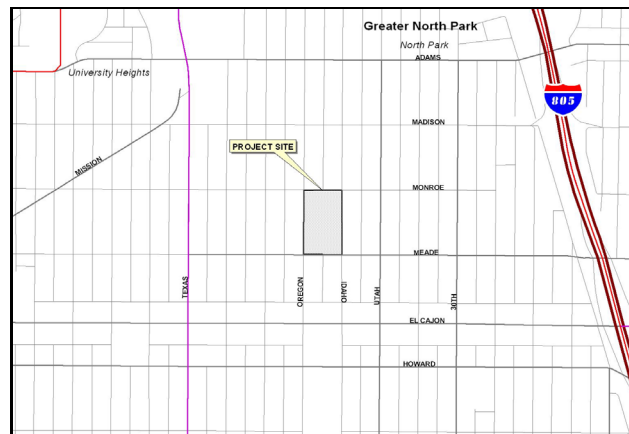 Greater North Park
North Park
ADAMS
University Heights
805
MADISON
PROJECT SITE
MISSION
MONROE
MEADE
TEXAS
OREGON
IDAHO
UTAH
30TH
EL CAJON
HOWARD